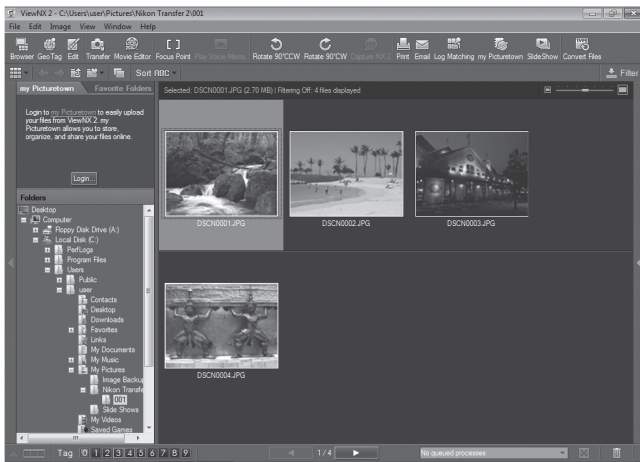 ViewNX 2 - C:\Users\user\Pictures\Nikon Transfer 2\001
File Edit Image View Window Help
Browser GeoTag Edit Transfer Movie Editor Focus Point Play Voice Memo Rotate 90°CCW Rotate 90°CW Capture NX 2 Print Email Log Matching my Picturetown SlideShow Convert Files
Sort ABC Filter
my Picturetown Favorite Folders
Selected: DSCN0001.JPG (2.70 MB) | Filtering Off: 4 files displayed
Login to my Picturetown to easily upload
your files from ViewNX 2. my
Picturetown allows you to store,
organize, and share your files online.
Login...
Folders
Desktop
Computer
Floppy Disk Drive (A:)
Local Disk (C:)
PerfLogs
Program Files
Users
Public
user
Contacts
Desktop
Downloads
Favorites
Links
My Documents
My Music
My Pictures
Image Backup
Nikon Transfe
001
Slide Shows
My Videos
Saved Games
DSCN0001.JPG
DSCN0002.JPG
DSCN0003.JPG
DSCN0004.JPG
Tag 0 1 2 3 4 5 6 7 8 9
1/4
No queued processes